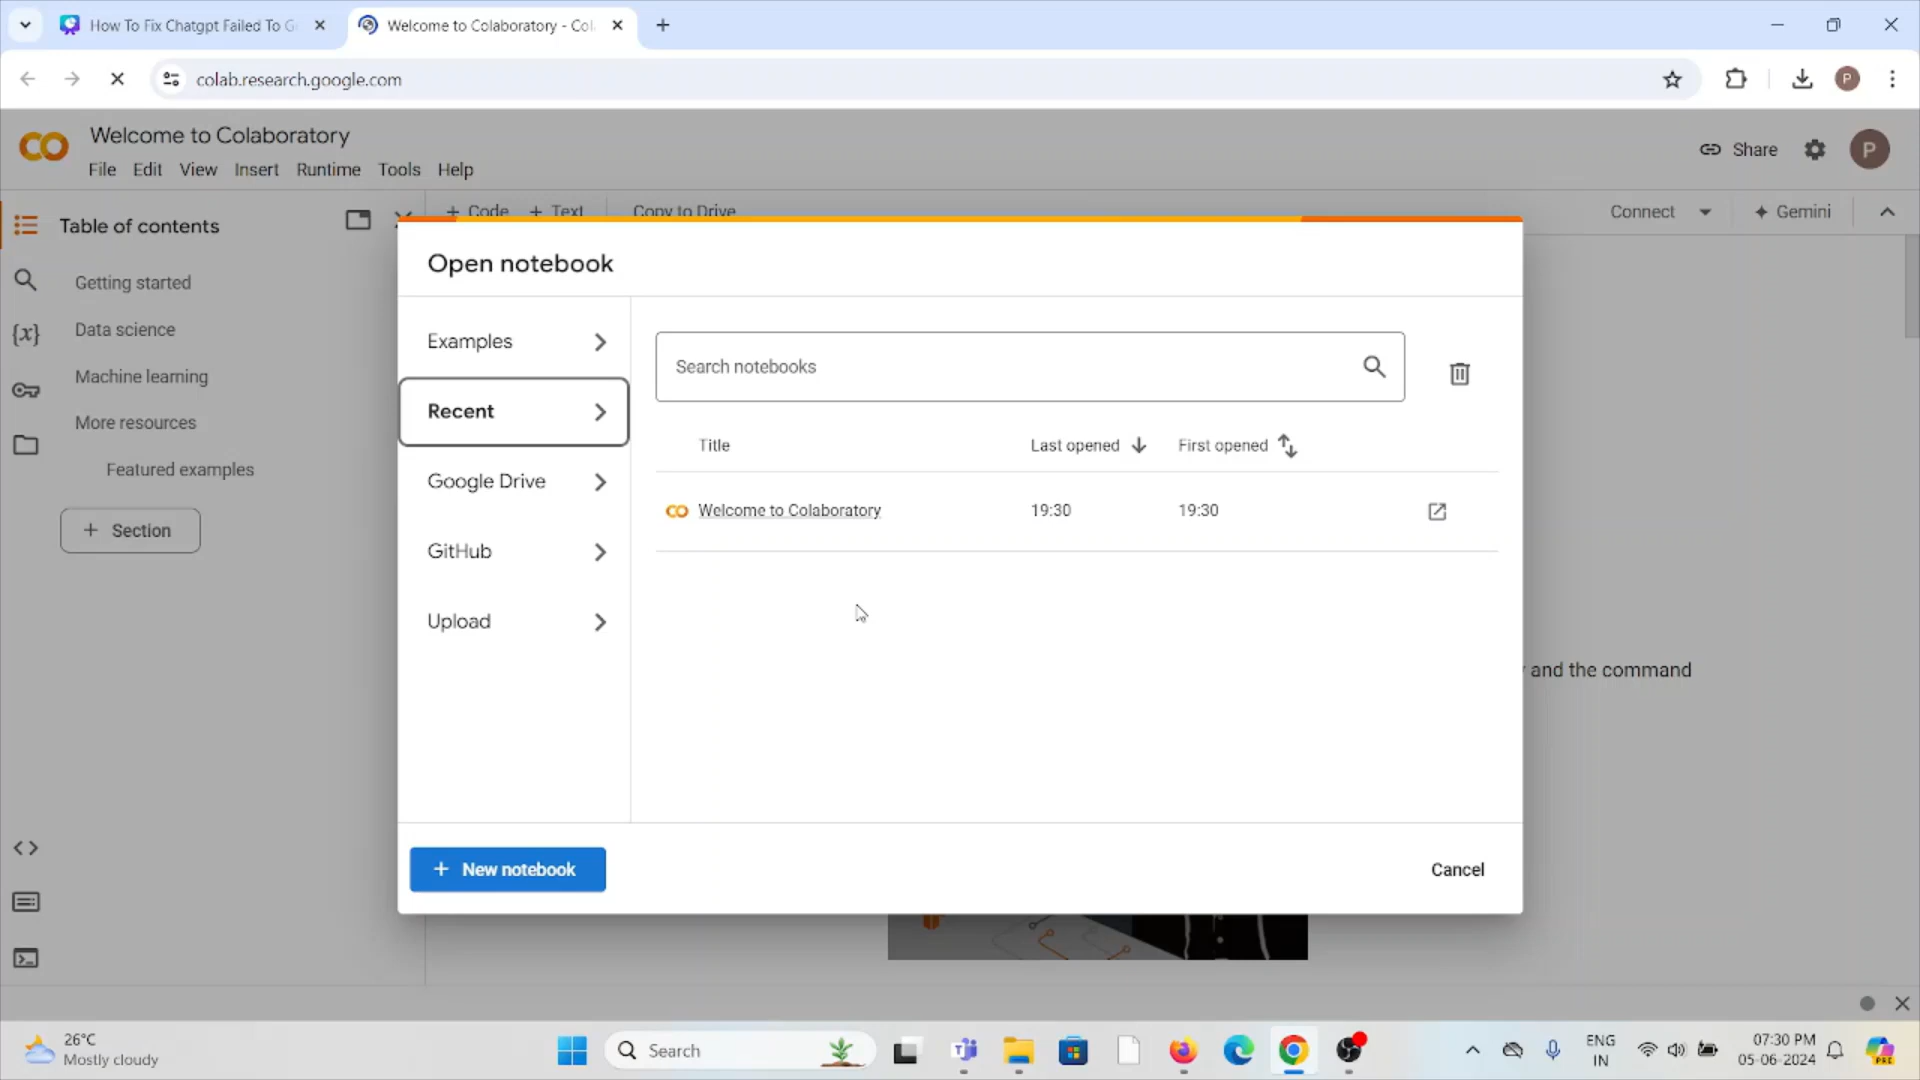 How To Fix Chatgpt Failed To G
Welcome to Colaboratory - Col
colab.research.google.com
P
Welcome to Colaboratory
File Edit View Insert Runtime Tools Help
Share
P
Table of contents
+ Code + Text Copy to Drive
Connect
Gemini
Getting started
Data science
Machine learning
More resources
Featured examples
+ Section
Open notebook
Examples
Recent
Google Drive
GitHub
Upload
Search notebooks
Title Last opened First opened
CO Welcome to Colaboratory 19:30 19:30
and the command
+ New notebook
Cancel
26°C
Mostly cloudy
Search
ENG
IN
07:30 PM
05-06-2024
PRE